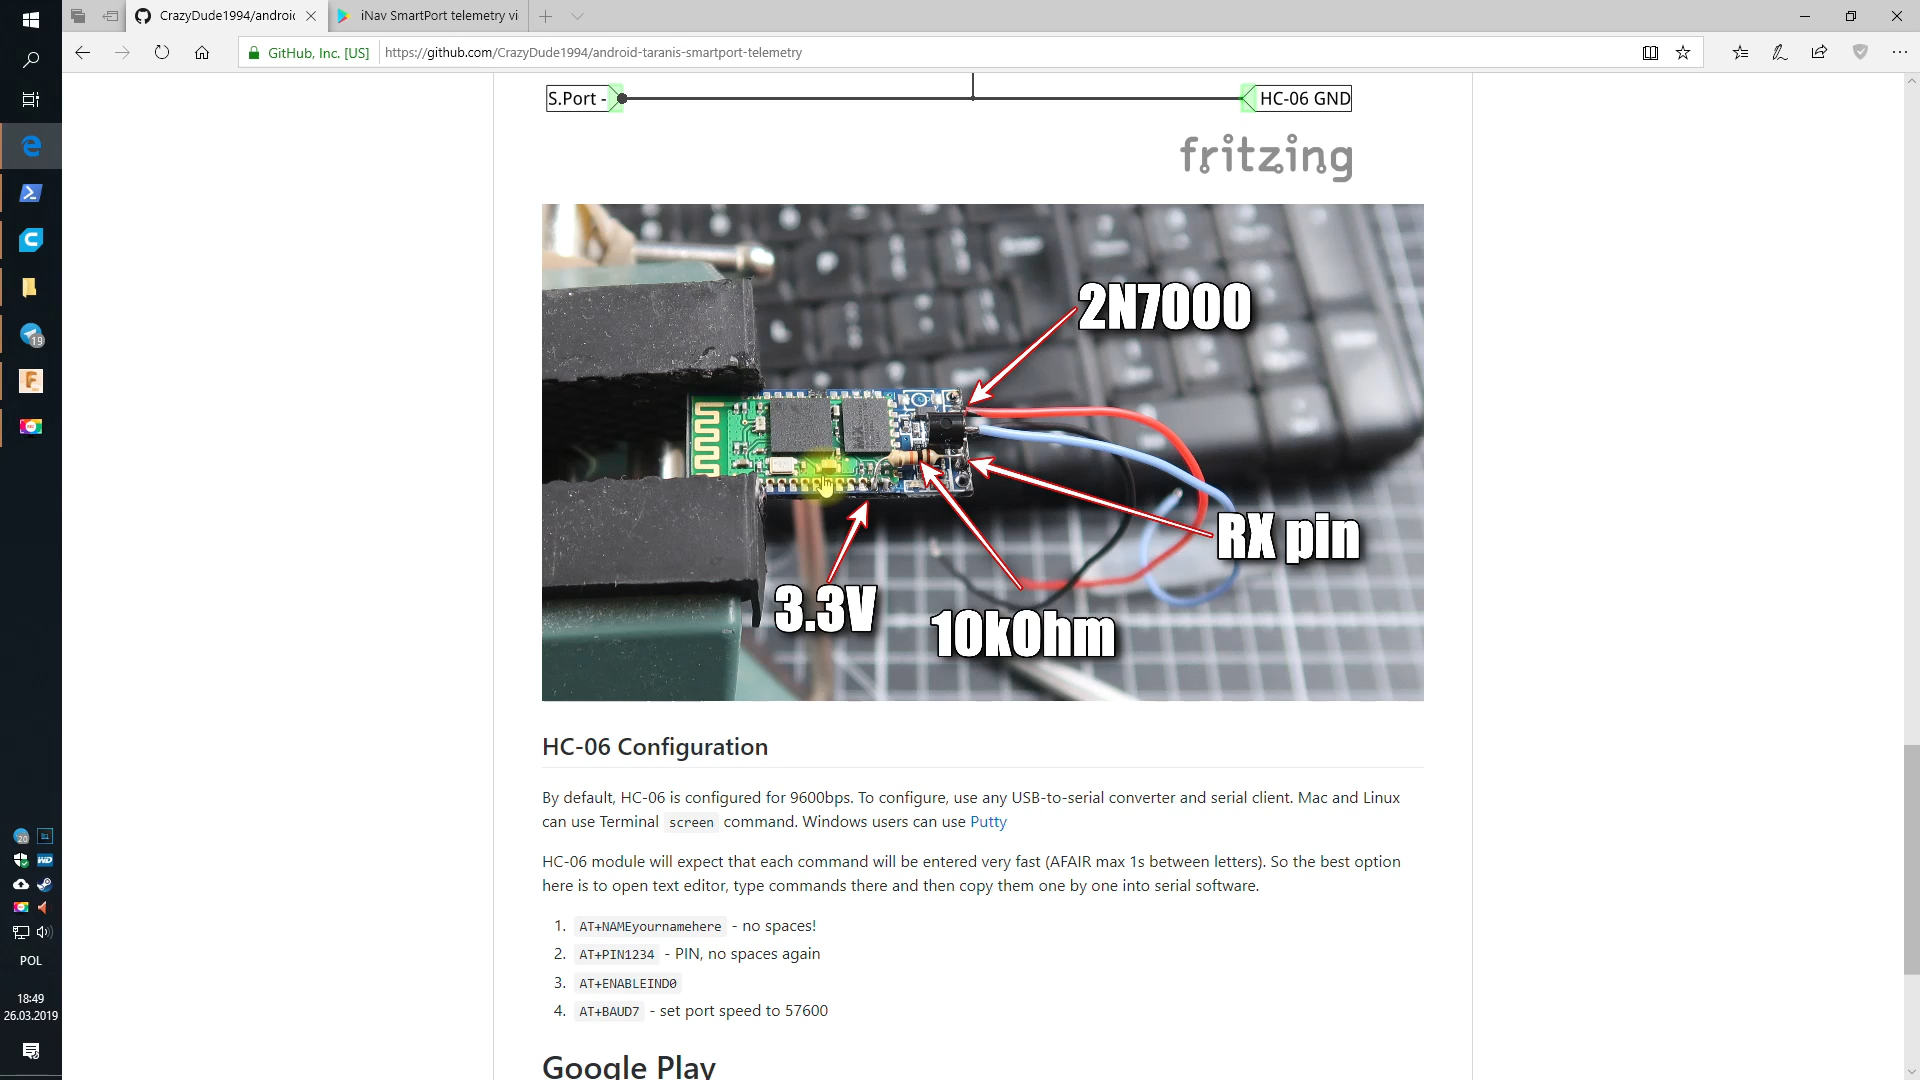 CrazyDude1994/androic
iNav SmartPort telemetry vi
GitHub, Inc. [US]
https://github.com/CrazyDude1994/android-taranis-smartport-telemetry
S.Port -
HC-06 GND
fritzing
2N7000
RX pin
3.3V
10kOhm
HC-06 Configuration
By default, HC-06 is configured for 9600bps. To configure, use any USB-to-serial converter and serial client. Mac and Linux
can use Terminal screen command. Windows users can use Putty
HC-06 module will expect that each command will be entered very fast (AFAIR max 1s between letters). So the best option
here is to open text editor, type commands there and then copy them one by one into serial software.
1. AT+NAMEyournamehere - no spaces!
2. AT+PIN1234 - PIN, no spaces again
3. AT+ENABLEIND0
4. AT+BAUD7 - set port speed to 57600
Google Play
19
20
WD
POL
18:49
26.03.2019